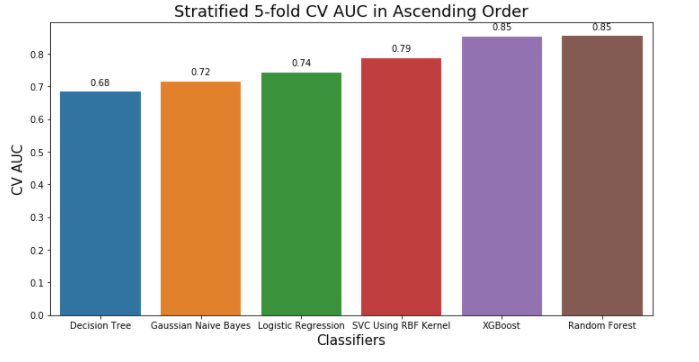 Stratified 5-fold CV AUC in Ascending Order
0.68
0.72
0.74
0.79
0.85
0.85
CV AUC
0.8
0.7
0.6
0.5
0.4
0.3
0.2
0.1
0.0
Decision Tree
Gaussian Naive Bayes
Logistic Regression
SVC Using RBF Kernel
XGBoost
Random Forest
Classifiers